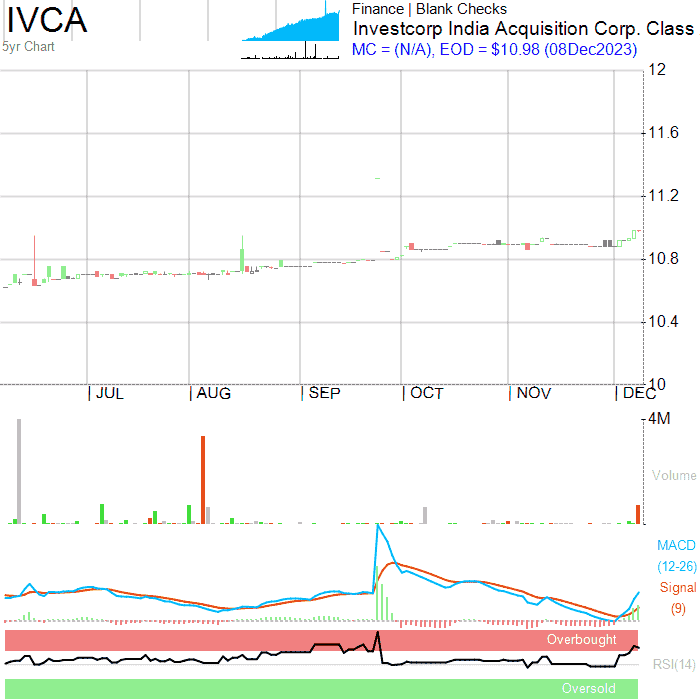 IVCA
5yr Chart
Finance | Blank Checks
Investcorp India Acquisition Corp. Class
MC = (N/A), EOD = $10.98 (08Dec2023)
12
11.6
11.2
10.8
10.4
10
JUL AUG SEP OCT NOV DEC
4M
Volume
MACD
(12-26)
Signal
(9)
Overbought
RSI(14)
Oversold